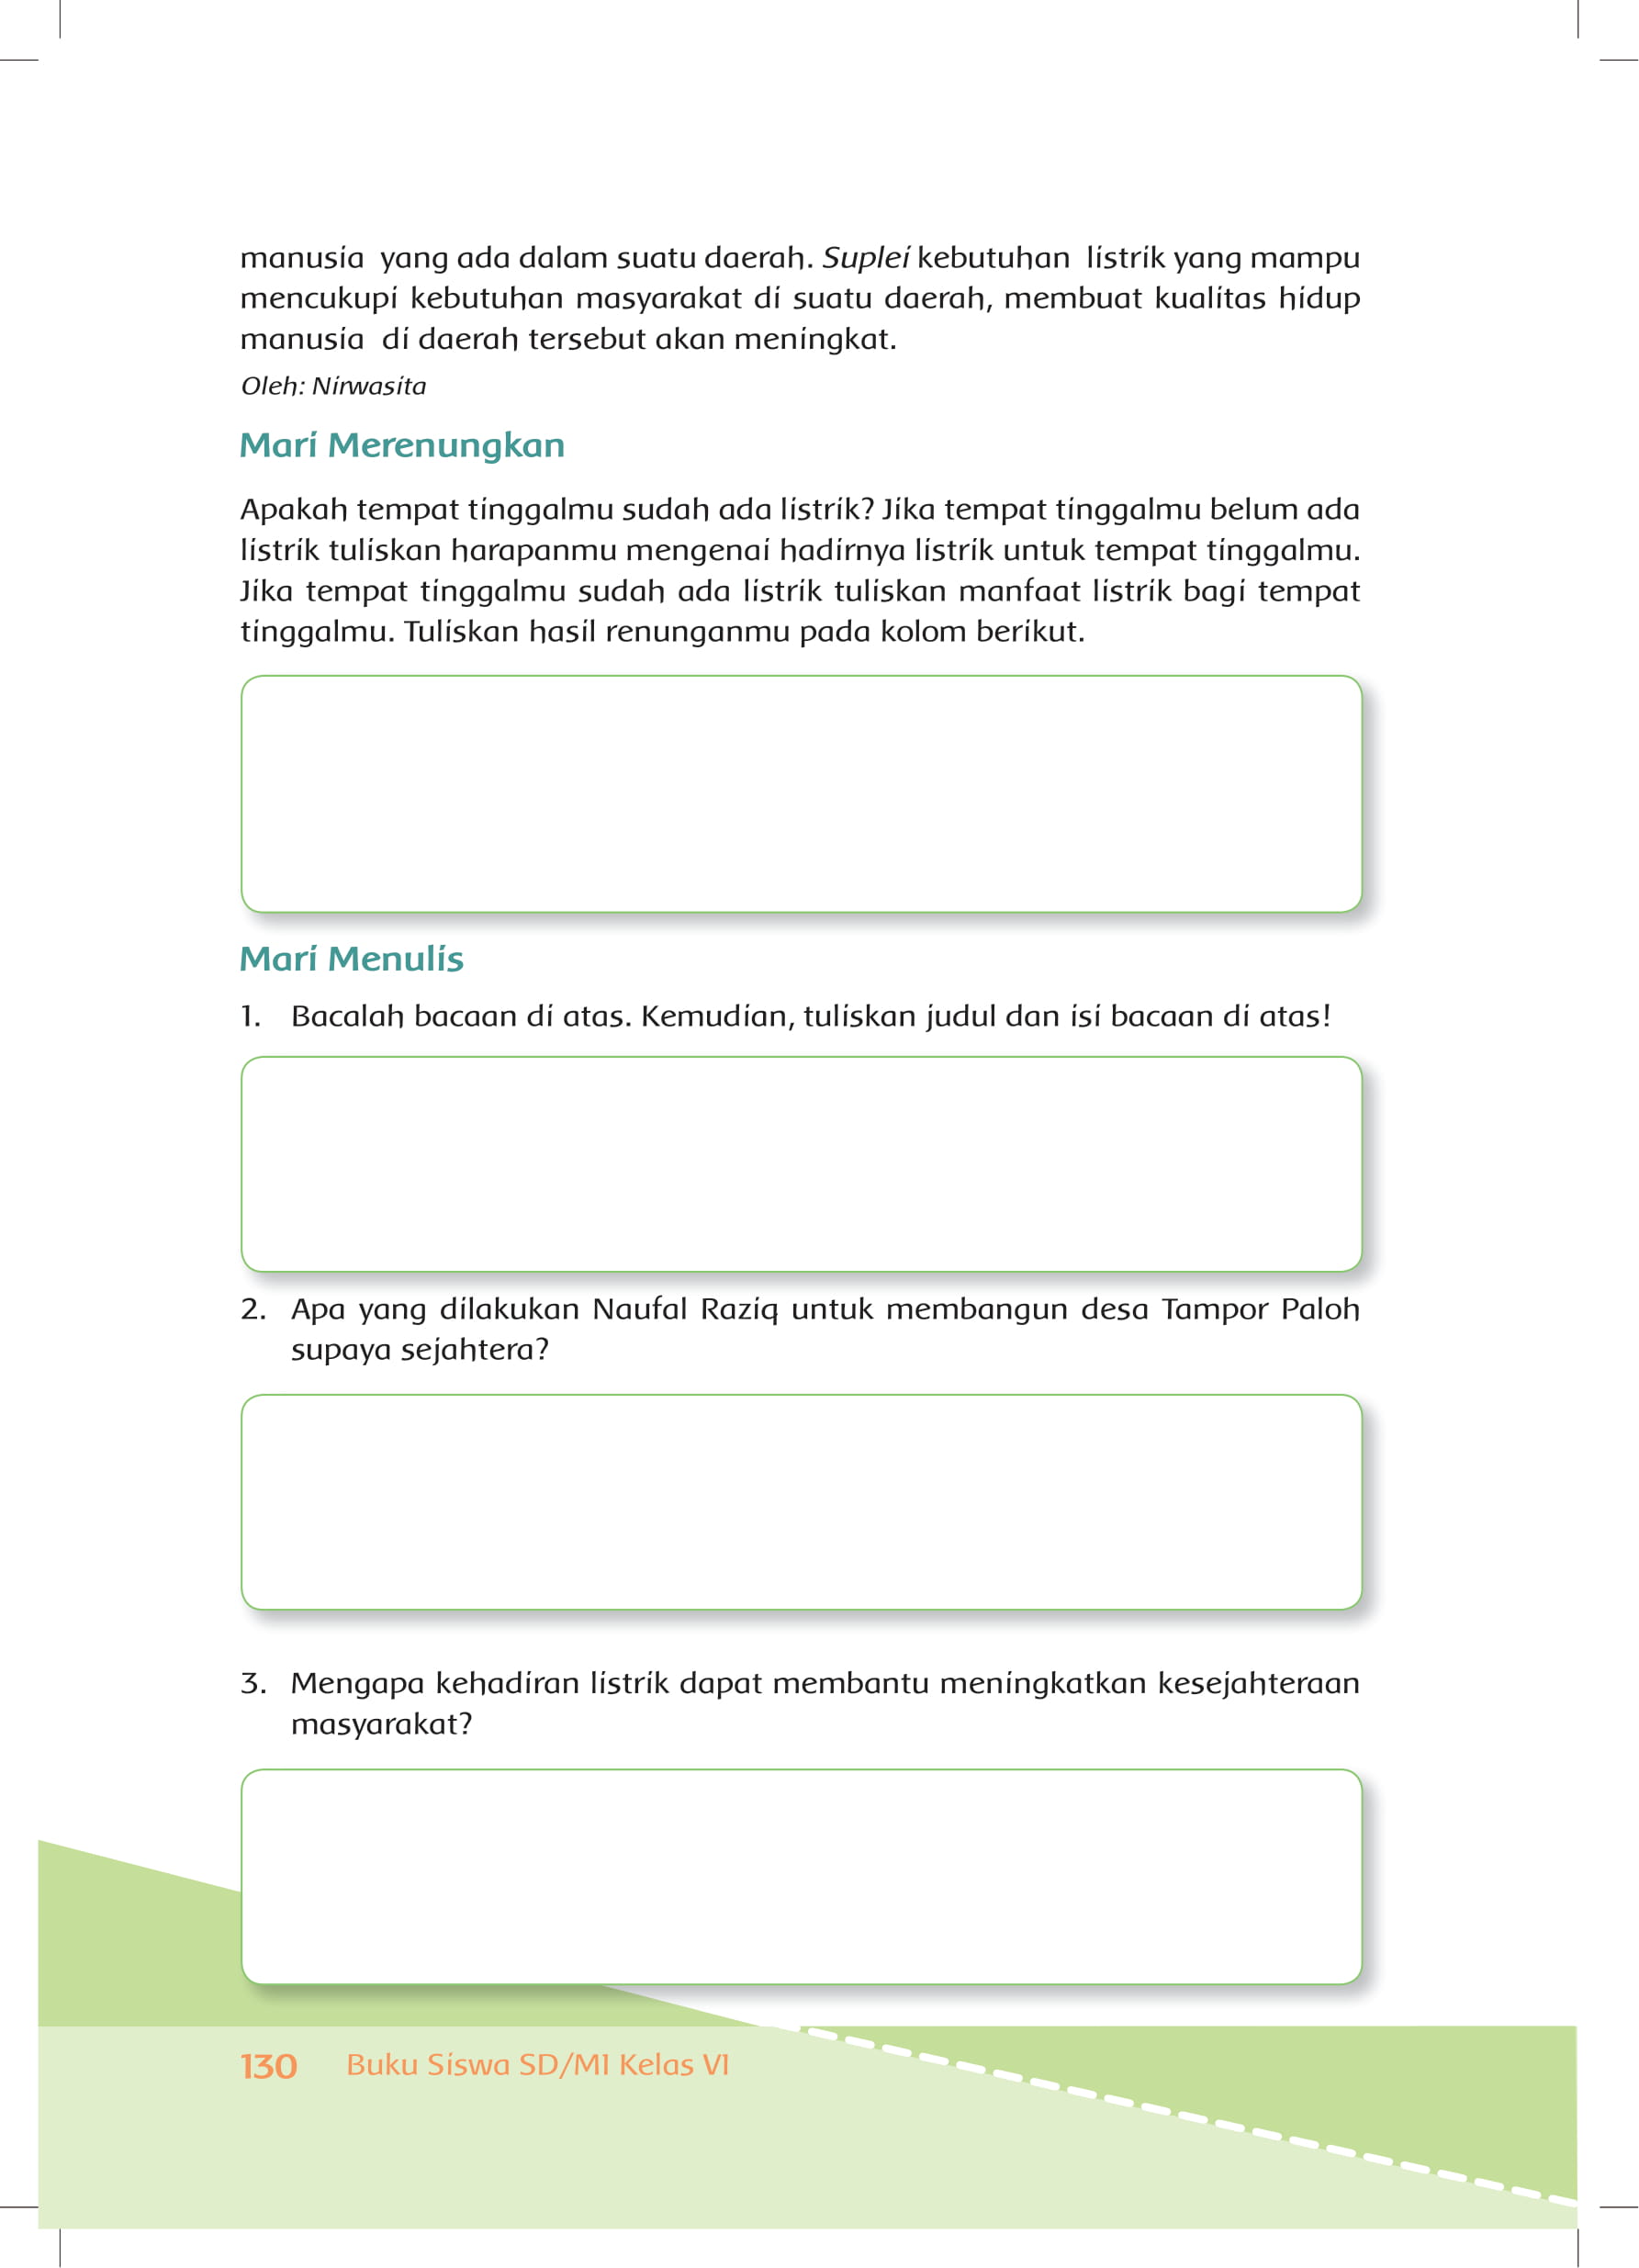 manusia yang ada dalam suatu daerah. Suplei kebutuhan listrik yang mampu
mencukupi kebutuhan masyarakat di suatu daerah, membuat kualitas hidup
manusia di daerah tersebut akan meningkat.
Oleh: Nirwasita
Mari Merenungkan
Apakah tempat tinggalmu sudah ada listrik? Jika tempat tinggalmu belum ada
listrik tuliskan harapanmu mengenai hadirnya listrik untuk tempat tinggalmu.
Jika tempat tinggalmu sudah ada listrik tuliskan manfaat listrik bagi tempat
tinggalmu. Tuliskan hasil renunganmu pada kolom berikut.
Mari Menulis
1. Bacalah bacaan di atas. Kemudian, tuliskan judul dan isi bacaan di atas!
2. Apa yang dilakukan Naufal Raziq untuk membangun desa Tampor Paloh
supaya sejahtera?
3. Mengapa kehadiran listrik dapat membantu meningkatkan kesejahteraan
masyarakat?
130 Buku Siswa SD/MI Kelas VI